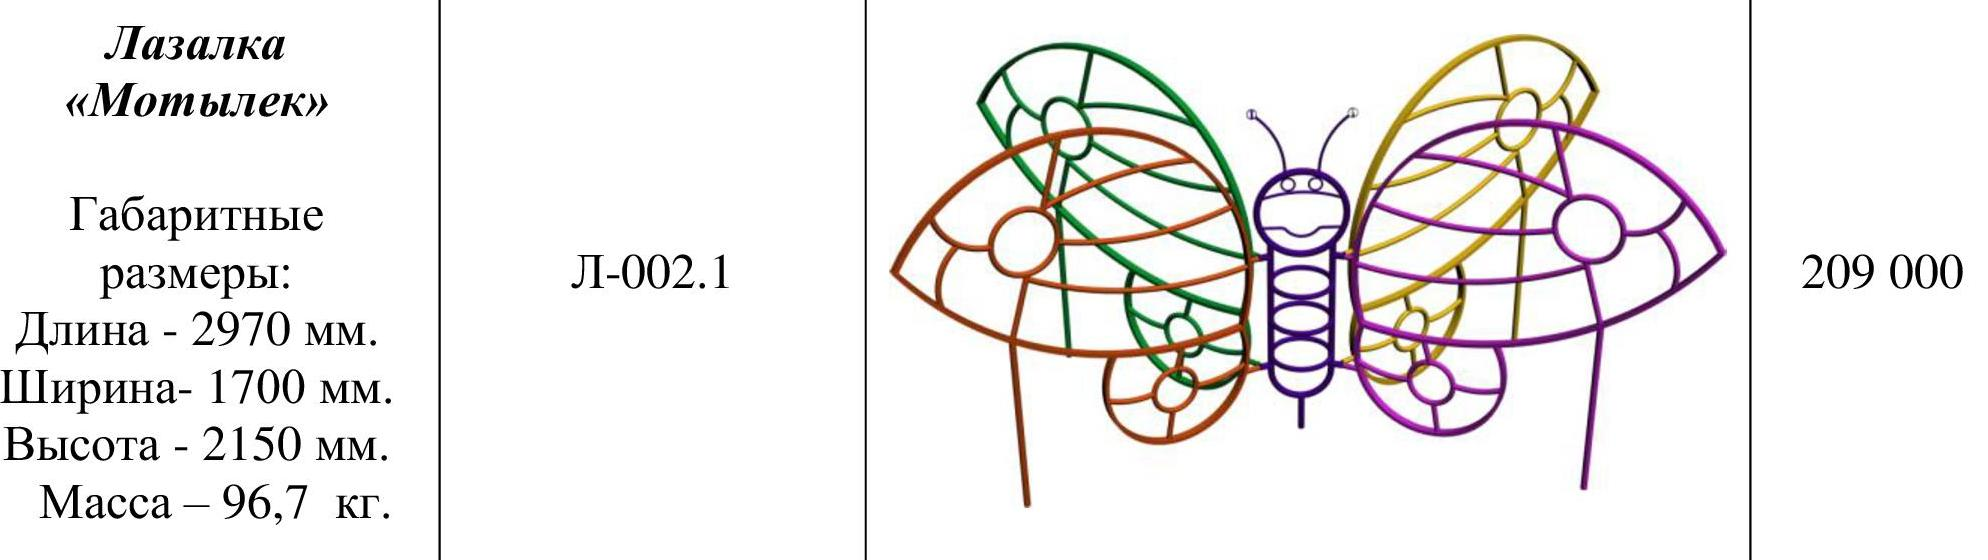 Лазалка
«Мотылек»
Габаритные
размеры:
Длина - 2970 мм.
Ширина- 1700 мм.
Высота - 2150 мм.
Масса – 96,7  кг.
Л-002.1
209 000